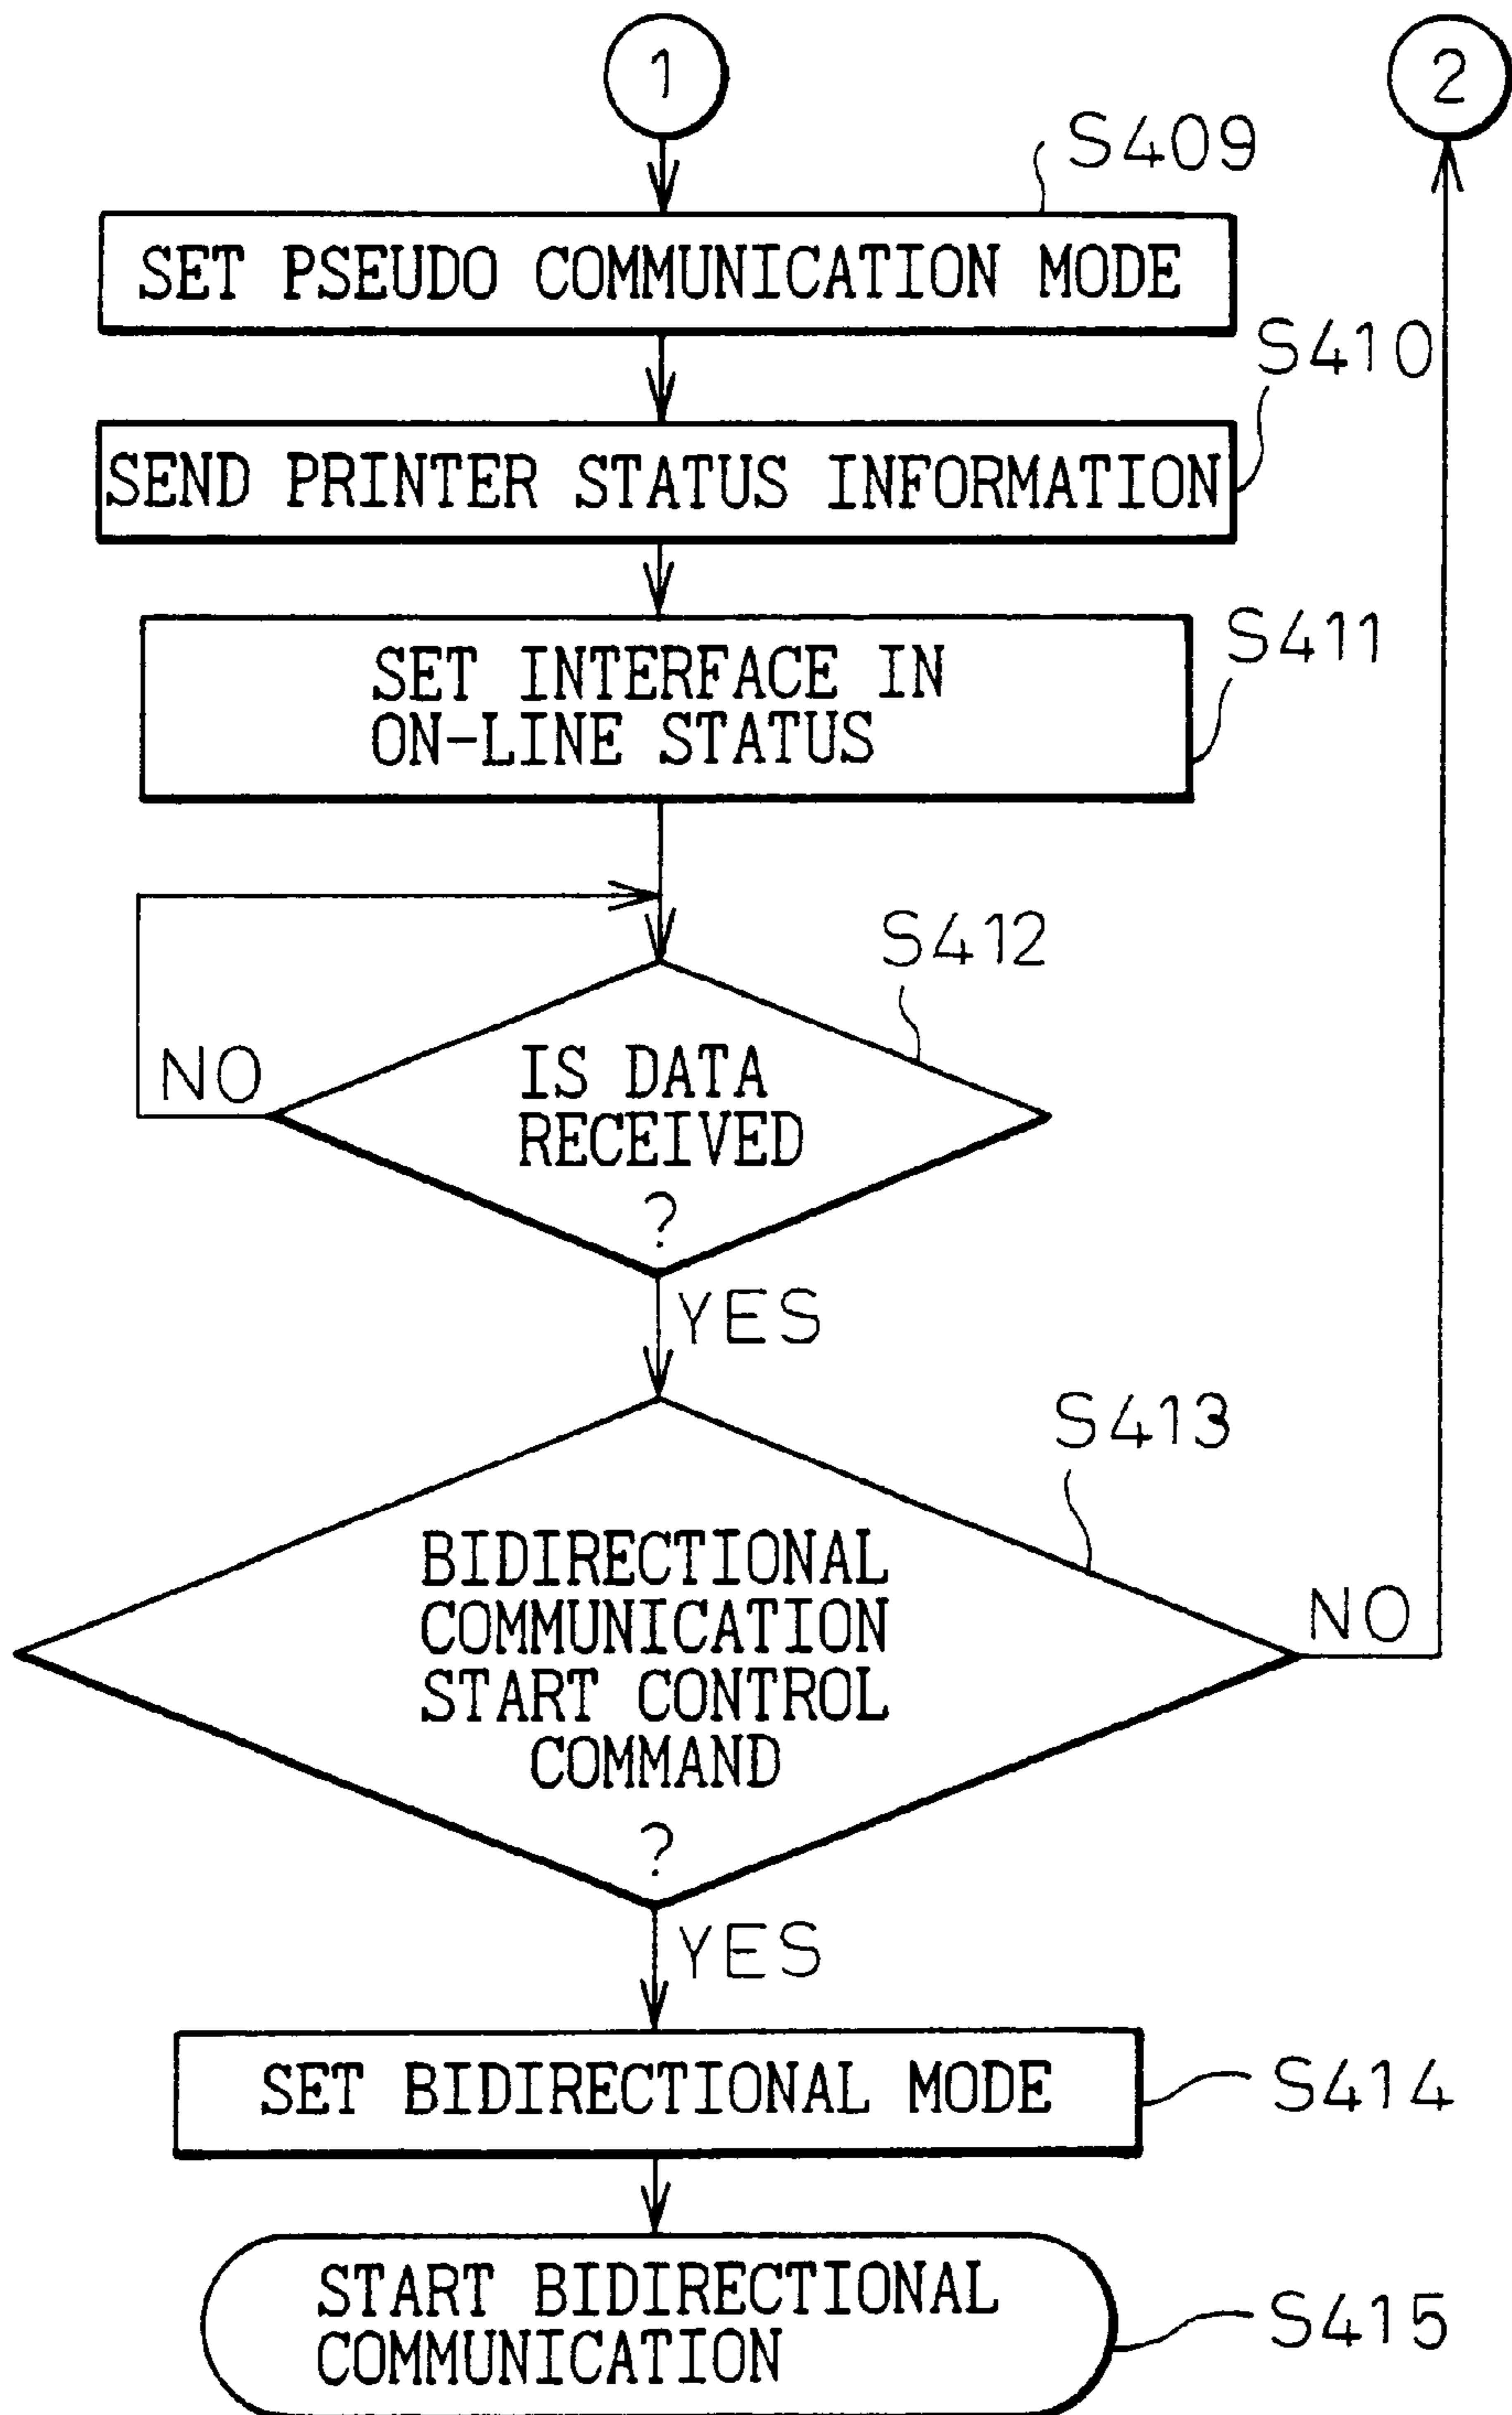 1
2
S409
SET PSEUDO COMMUNICATION MODE
S410
SEND PRINTER STATUS INFORMATION
S411
SET INTERFACE IN
ON-LINE STATUS
S412
NO
IS DATA
RECEIVED
?
YES
S413
BIDIRECTIONAL
COMMUNICATION
START CONTROL
COMMAND
?
NO
YES
SET BIDIRECTIONAL MODE
S414
START BIDIRECTIONAL
COMMUNICATION
S415